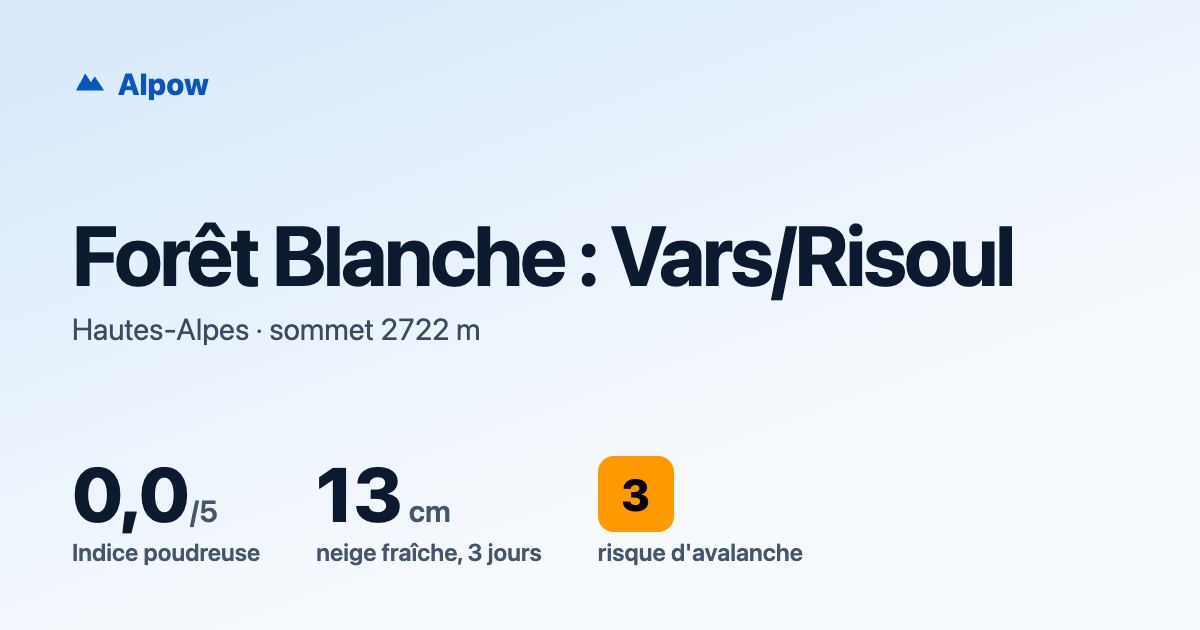 Alpow
Forêt Blanche : Vars/Risoul
Hautes-Alpes · sommet 2722 m
0,0/5
Indice poudreuse
13 cm
neige fraîche, 3 jours
3
risque d'avalanche